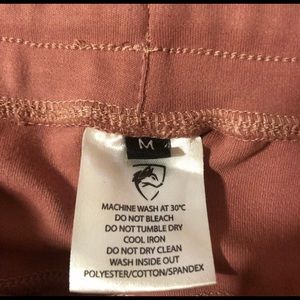 M
MACHINE WASH AT 30°C
DO NOT BLEACH
DO NOT TUMBLE DRY
COOL IRON
DO NOT DRY CLEAN
WASH INSIDE OUT
POLYESTER/COTTON/SPANDEX